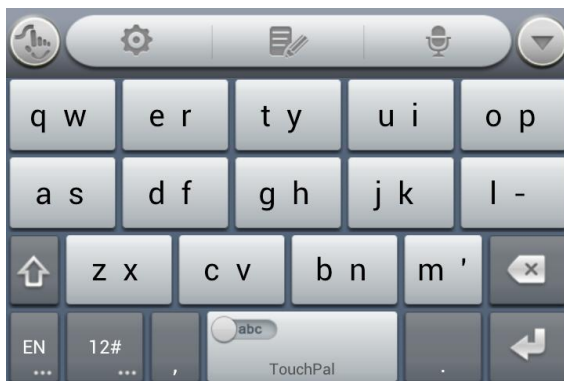 q w e r t y u i o p
a s d f g h j k l -
z x c v b n m '
abc
EN 12# , TouchPal .